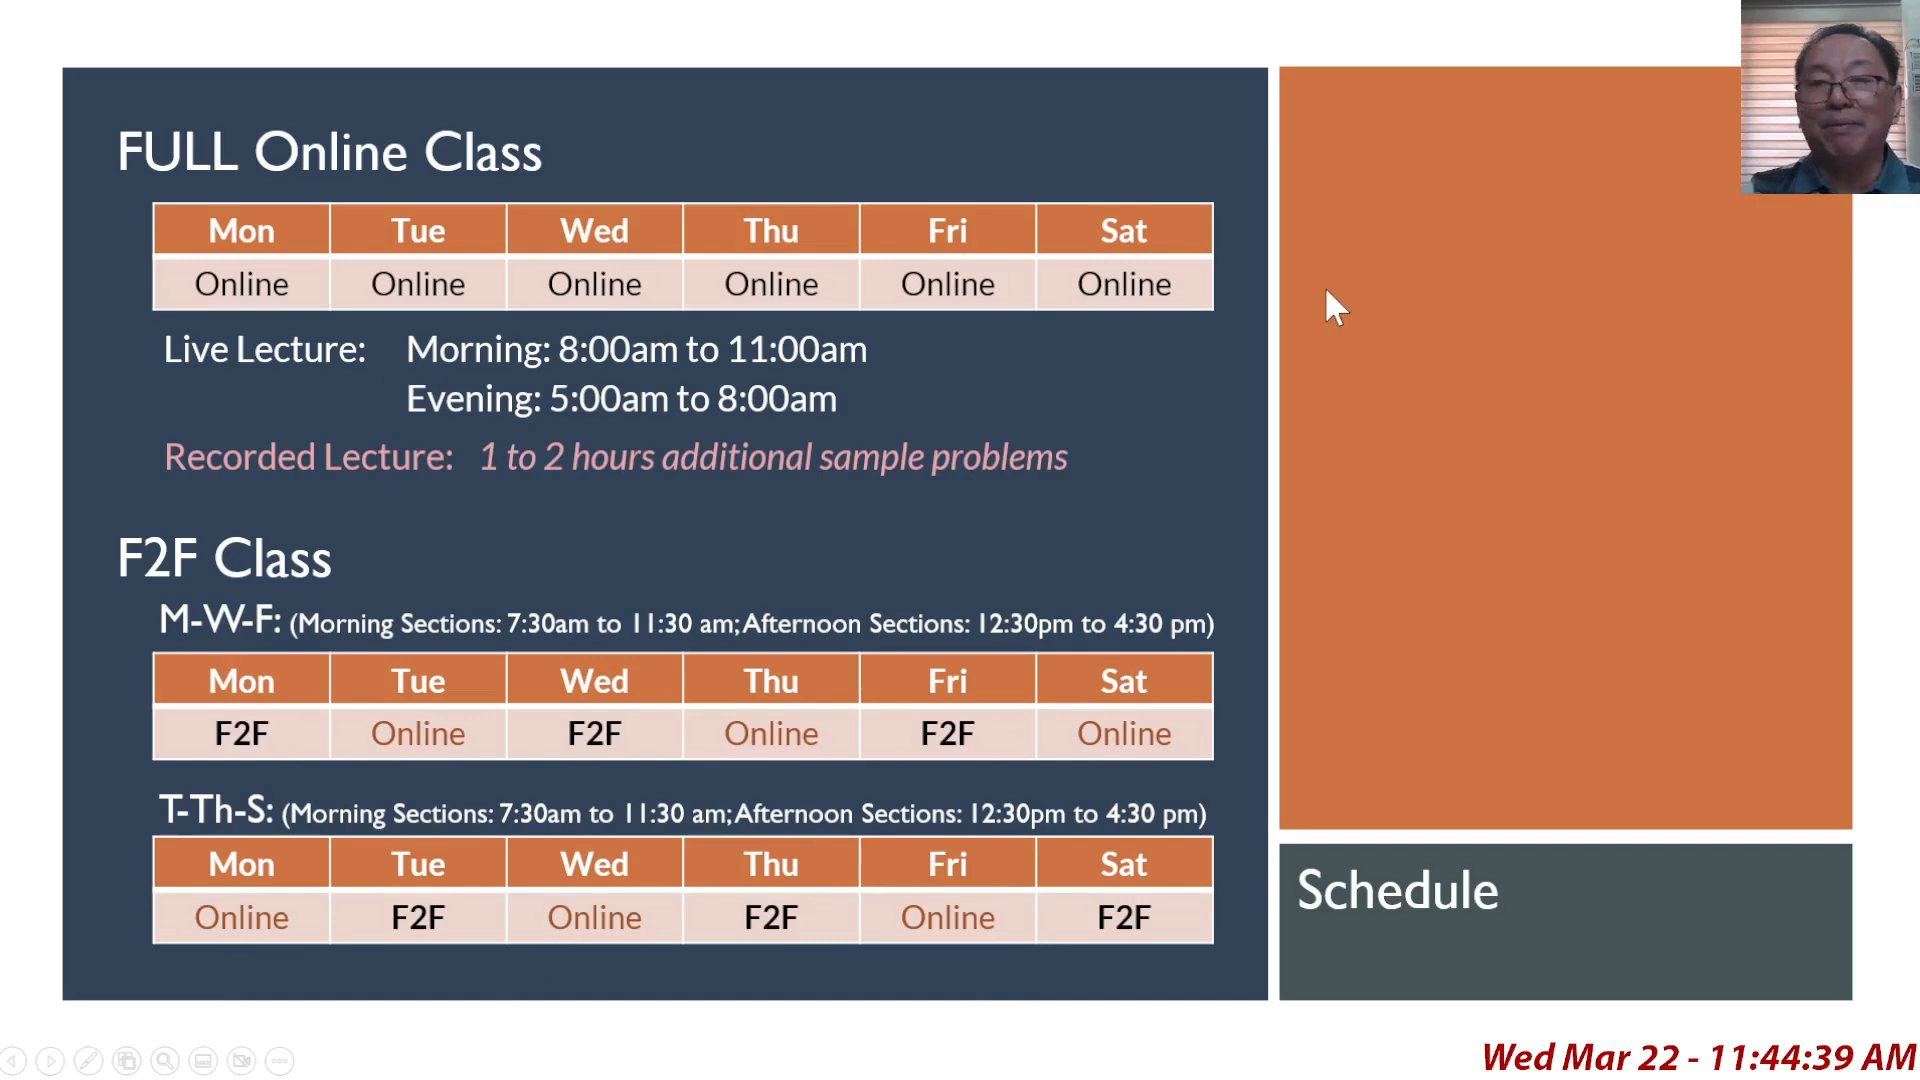 FULL Online Class
Mon Tue Wed Thu Fri Sat
Online Online Online Online Online Online
Live Lecture: Morning: 8:00am to 11:00am
Evening: 5:00am to 8:00am
Recorded Lecture: 1 to 2 hours additional sample problems
F2F Class
M-W-F: (Morning Sections: 7:30am to 11:30 am; Afternoon Sections: 12:30pm to 4:30 pm)
Mon Tue Wed Thu Fri Sat
F2F Online F2F Online F2F Online
T-Th-S: (Morning Sections: 7:30am to 11:30 am; Afternoon Sections: 12:30pm to 4:30 pm)
Mon Tue Wed Thu Fri Sat
Online F2F Online F2F Online F2F
Schedule
Wed Mar 22 - 11:44:39 AM